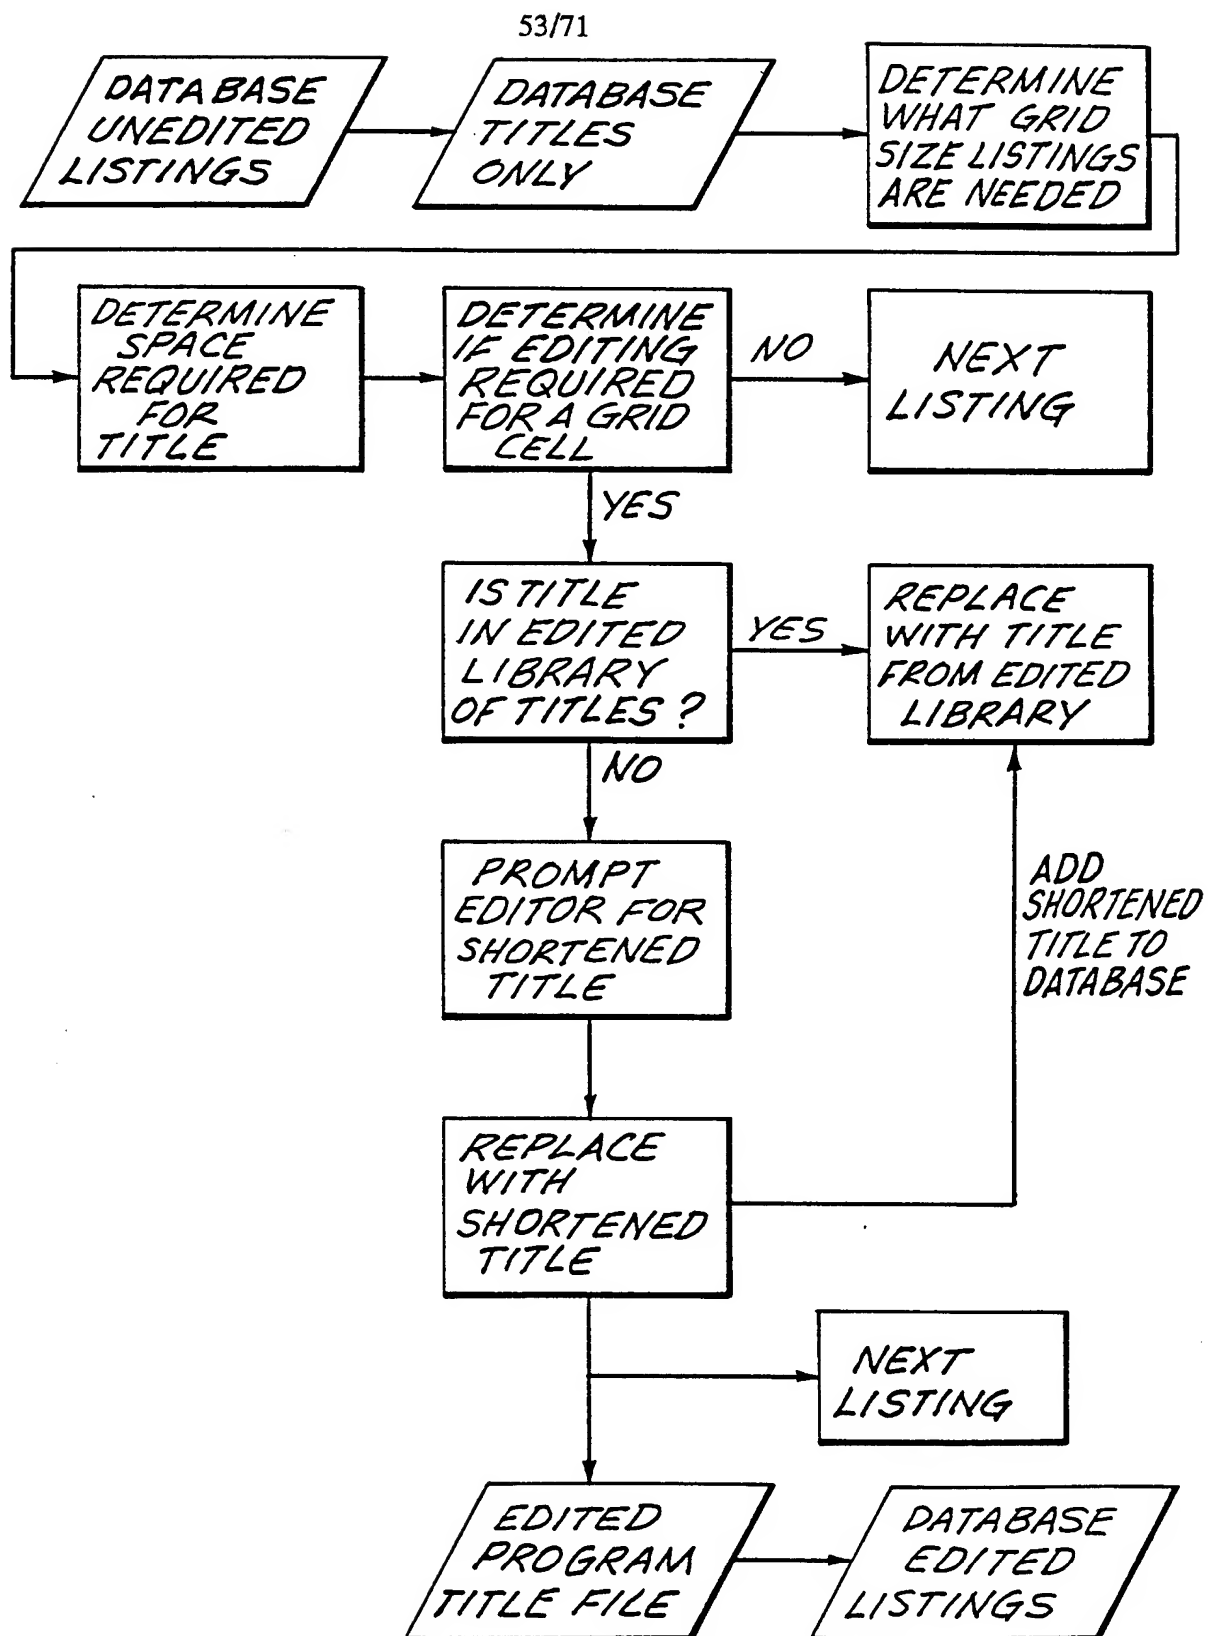 53/71
DATABASE
UNEDITED
LISTINGS
DATABASE
TITLES
ONLY
DETERMINE
WHAT GRID
SIZE LISTINGS
ARE NEEDED
DETERMINE
SPACE
REQUIRED
FOR
TITLE
DETERMINE
IF EDITING
REQUIRED
FOR A GRID
CELL
NO
NEXT
LISTING
YES
IS TITLE
IN EDITED
LIBRARY
OF TITLES?
YES
REPLACE
WITH TITLE
FROM EDITED
LIBRARY
NO
PROMPT
EDITOR FOR
SHORTENED
TITLE
ADD
SHORTENED
TITLE TO
DATABASE
REPLACE
WITH
SHORTENED
TITLE
NEXT
LISTING
EDITED
PROGRAM
TITLE FILE
DATABASE
EDITED
LISTINGS